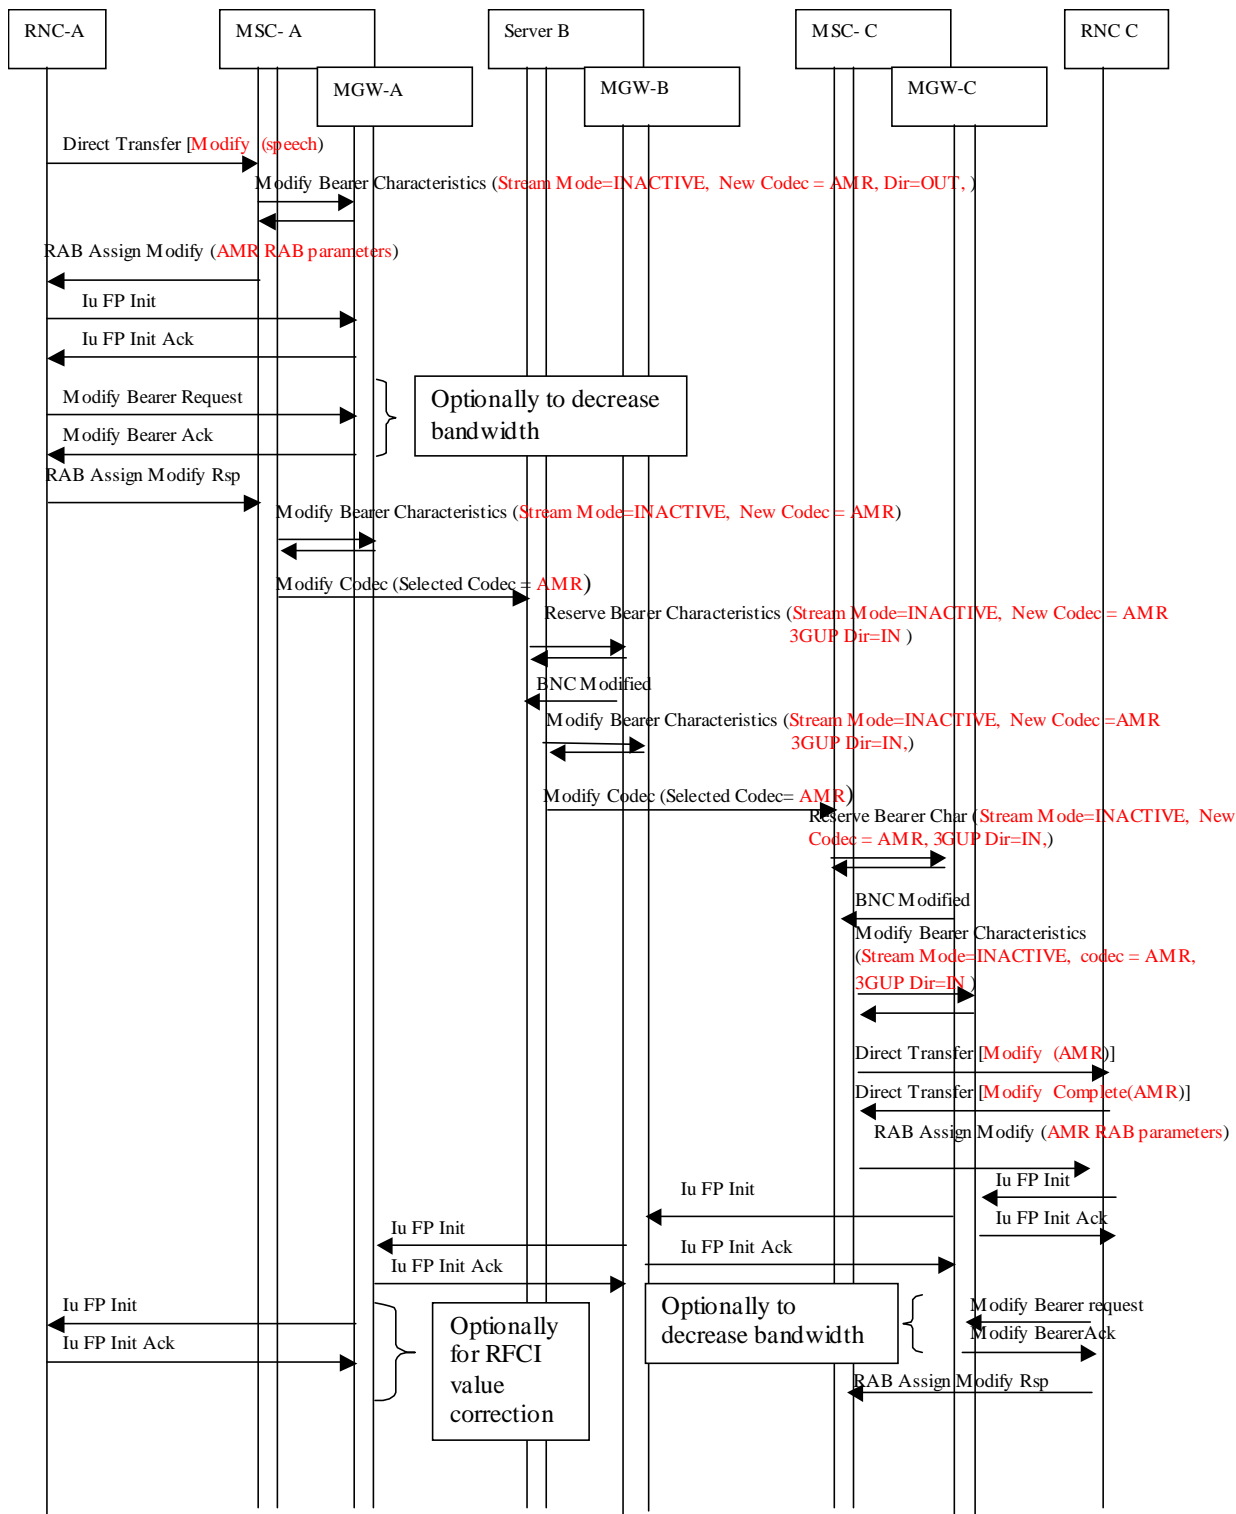 RNC-A
MSC- A
Server B
MSC- C
RNC C
MGW-A
MGW-B
MGW-C
Direct Transfer [Modify (speech)
Modify Bearer Characteristics (Stream Mode=INACTIVE, New Codec = AMR, Dir=OUT, )
RAB Assign Modify (AMR RAB parameters)
Iu FP Init
Iu FP Init Ack
Modify Bearer Request
Optionally to decrease
bandwidth
Modify Bearer Ack
RAB Assign Modify Rsp
Modify Bearer Characteristics (Stream Mode=INACTIVE, New Codec = AMR)
Modify Codec (Selected Codec = AMR)
Reserve Bearer Characteristics (Stream Mode=INACTIVE, New Codec = AMR
3GUP Dir=IN )
BNC Modified
Modify Bearer Characteristics (Stream Mode=INACTIVE, New Codec =AMR
3GUP Dir=IN,)
Modify Codec (Selected Codec= AMR)
Reserve Bearer Char (Stream Mode=INACTIVE, New
Codec = AMR, 3GUP Dir=IN,)
BNC Modified
Modify Bearer Characteristics
(Stream Mode=INACTIVE, codec = AMR,
3GUP Dir=IN )
Direct Transfer [Modify (AMR)]
Direct Transfer [Modify Complete(AMR)]
RAB Assign Modify (AMR RAB parameters)
Iu FP Init
Iu FP Init
Iu FP Init Ack
Iu FP Init
Iu FP Init Ack
Iu FP Init Ack
Iu FP Init
Iu FP Init Ack
Optionally
for RFCI
value
correction
Optionally to
decrease bandwidth
Modify Bearer request
Modify BearerAck
RAB Assign Modify Rsp